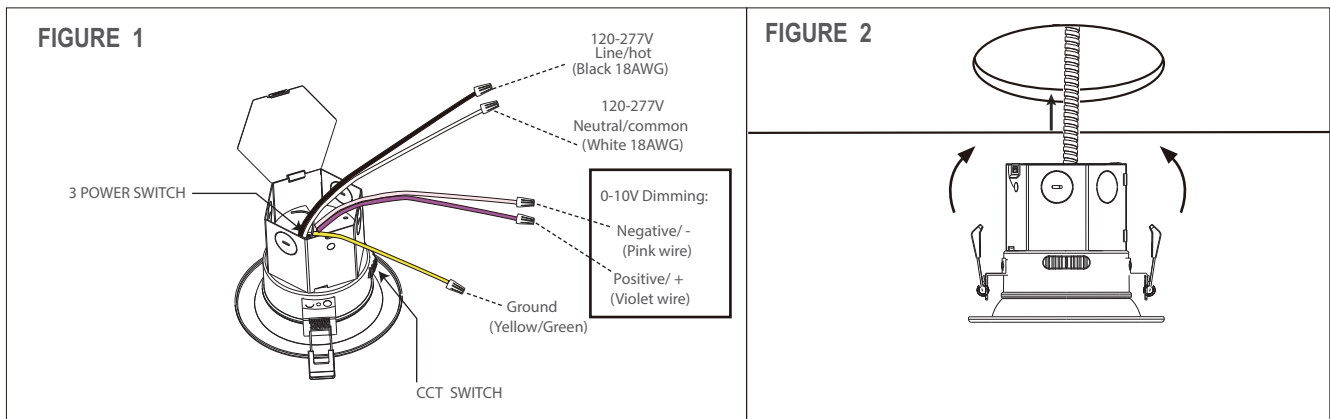 FIGURE 1
120-277V
Line/hot
(Black 18AWG)
120-277V
Neutral/common
(White 18AWG)
3 POWER SWITCH
0-10V Dimming:
Negative/ -
(Pink wire)
Positive/ +
(Violet wire)
Ground
(Yellow/Green)
CCT SWITCH
FIGURE 2